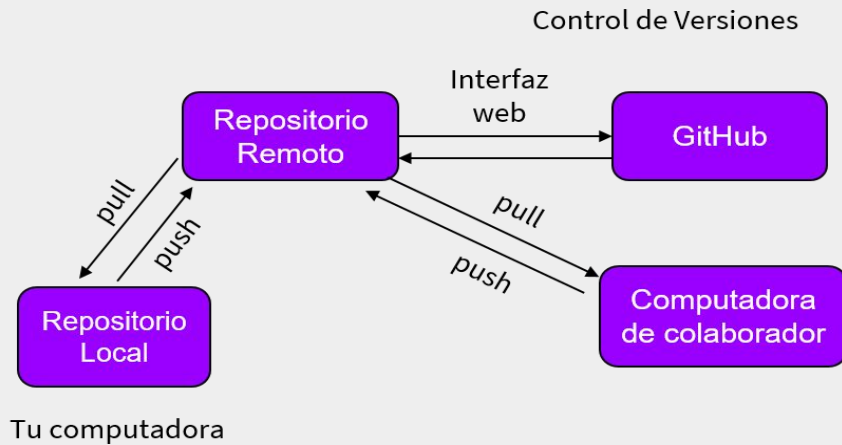 Control de Versiones
Interfaz
web
Repositorio
Remoto
GitHub
pull
push
pull
push
Repositorio
Local
Computadora
de colaborador
Tu computadora